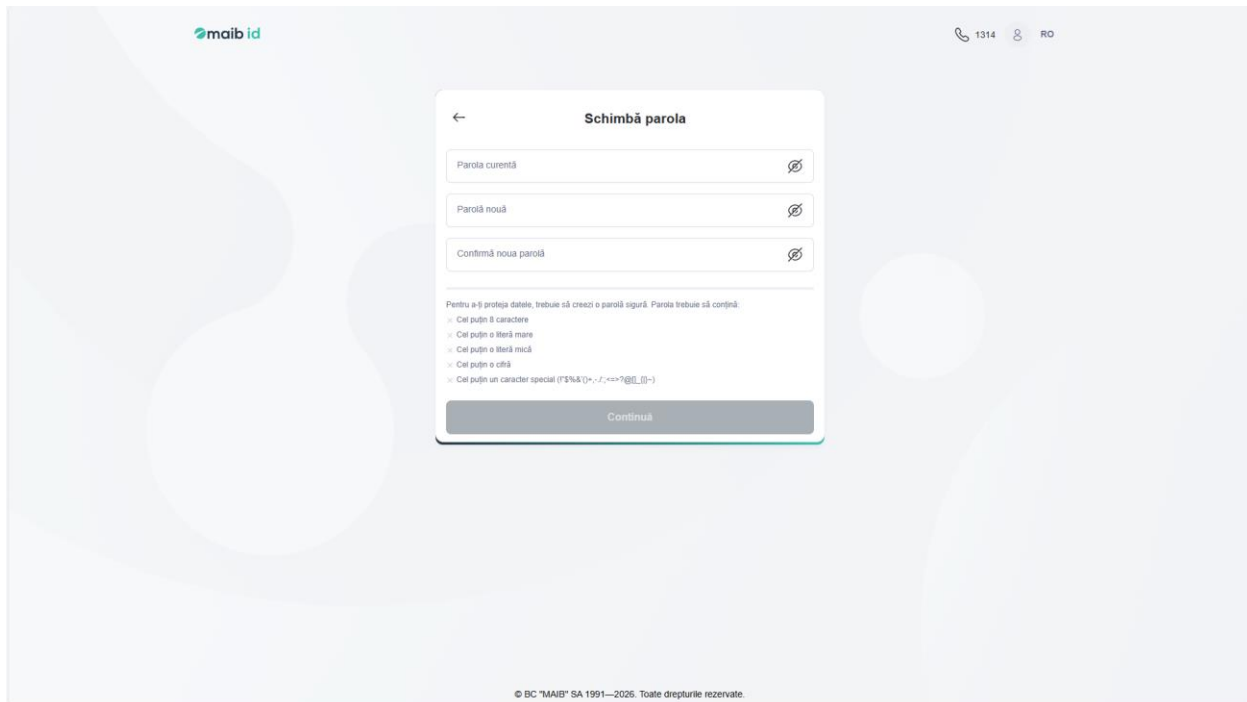 maib id
1314
RO
Schimbă parola
Parola curentă
Parolă nouă
Confirmă noua parolă
Pentru a-ți proteja datele, trebuie să creezi o parolă sigură. Parola trebuie să conțină:
Cel puțin 8 caractere
Cel puțin o literă mare
Cel puțin o literă mică
Cel puțin o cifră
Cel puțin un caracter special
Continuă
© BC "MAIB" SA 1991—2026. Toate drepturile rezervate.